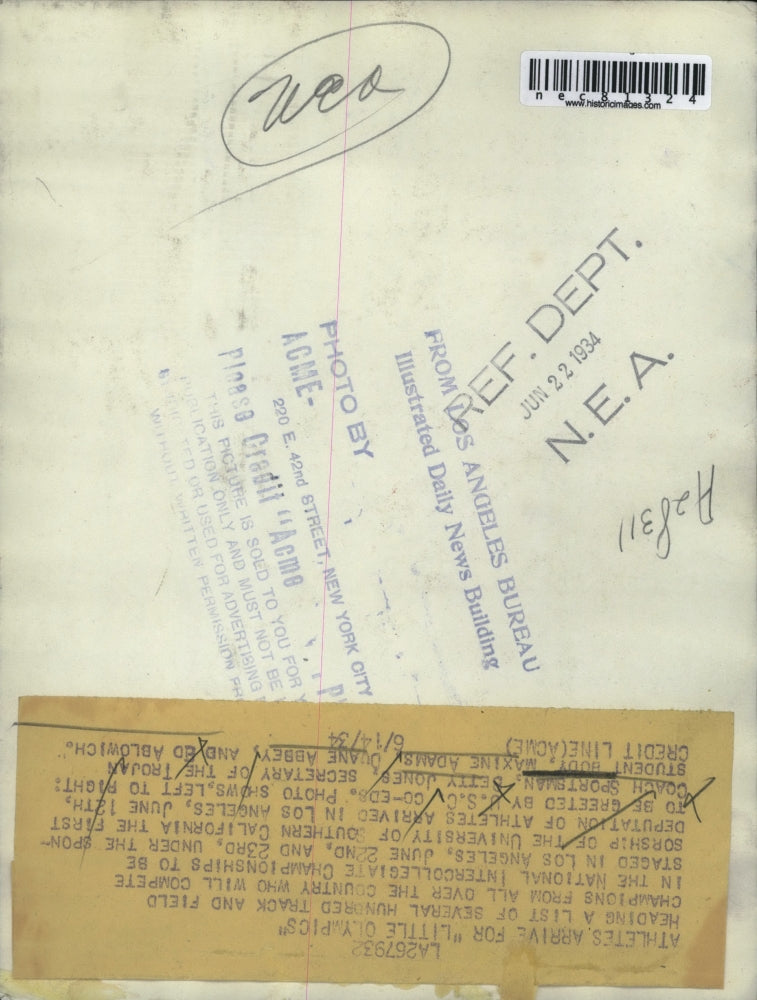 nec81324
www.historicimages.com
REF. DEPT.
JUN 22 1934
N. E. A.
FROM LOS ANGELES BUREAU
Illustrated Daily News Building
PHOTO BY
ACME-
220 E. 42nd STREET, NEW YORK CITY
Please Credit "Acme
THIS PICTURE IS SOLD TO YOU FOR Y
PUBLICATION ONLY AND MUST NOT BE
OR USED FOR ADVERTISING
WITHOUT WRITTEN PERMISSION
A28311
LA267932
ATHLETES ARRIVE FOR "LITTLE OLYMPICS"
HEADING A LIST OF SEVERAL HUNDRED TRACK AND FIELD
CHAMPIONS FROM ALL OVER THE COUNTRY WHO WILL COMPETE
IN THE NATIONAL INTERCOLLEGIATE CHAMPIONSHIPS TO BE
STAGED IN LOS ANGELES, JUNE 22ND, AND 23RD, UNDER THE SPON-
SORSHIP OF THE UNIVERSITY OF SOUTHERN CALIFORNIA THE FIRST
DEPUTATION OF ATHLETES ARRIVED IN LOS ANGELES, JUNE 12TH,
TO BE GREETED BY U.S.C. CO-EDS. PHOTO SHOWS, LEFT TO RIGHT:
COACH SPORTSMAN, BETTY JONES, SECRETARY OF THE TROJAN
STUDENT BODY, MAXINE ADAMS, DUANE ABBEY, AND ED ABLOWICH.
CREDIT LINE(ACME) 6/14/34